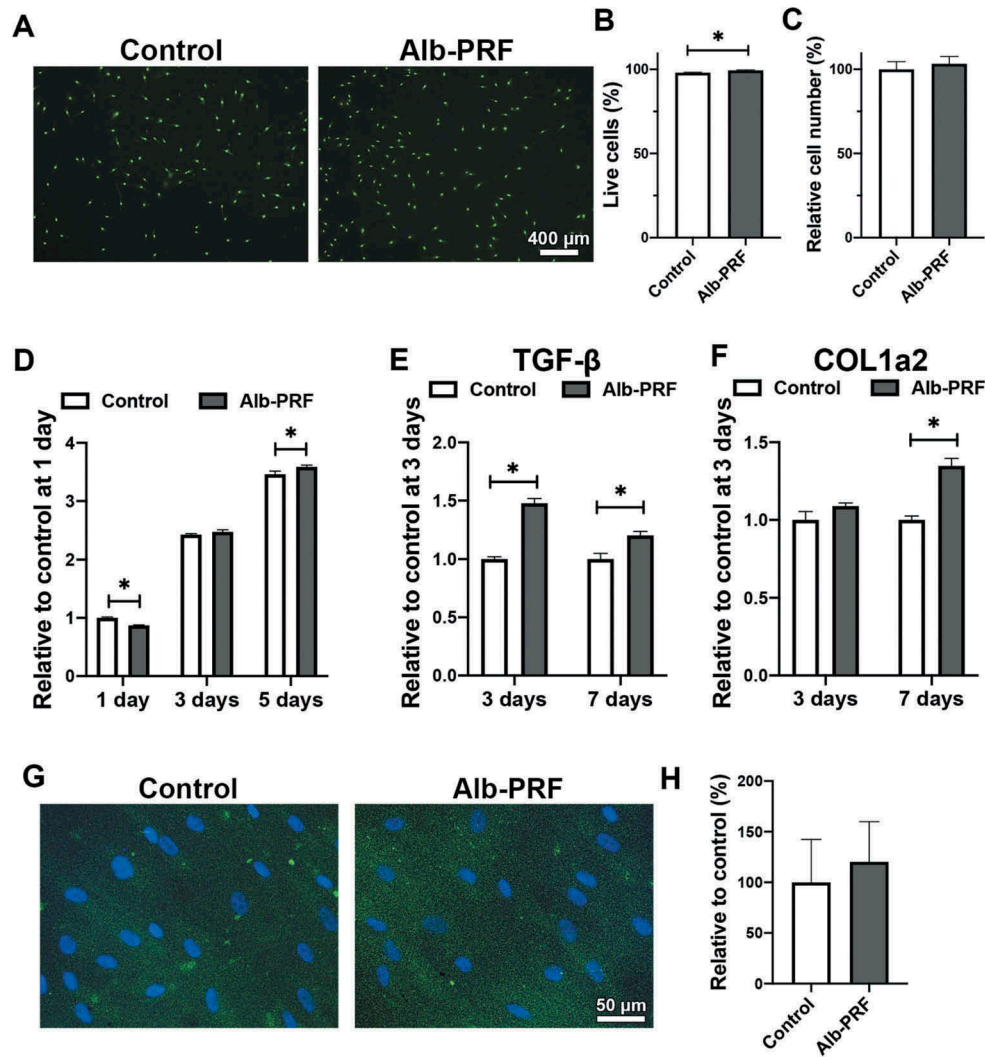 A
Control
Alb-PRF
400 µm
B
Live cells (%)
100
50
0
*
Control
Alb-PRF
C
Relative cell number (%)
100
50
0
Control
Alb-PRF
D
Control
Alb-PRF
Relative to control at 1 day
4
3
2
1
0
*
*
1 day
3 days
5 days
E
TGF-β
Control
Alb-PRF
Relative to control at 3 days
2.0
1.5
1.0
0.5
0.0
*
*
3 days
7 days
F
COL1a2
Control
Alb-PRF
Relative to control at 3 days
1.5
1.0
0.5
0.0
*
3 days
7 days
G
Control
Alb-PRF
50 µm
H
Relative to control (%)
200
150
100
50
0
Control
Alb-PRF